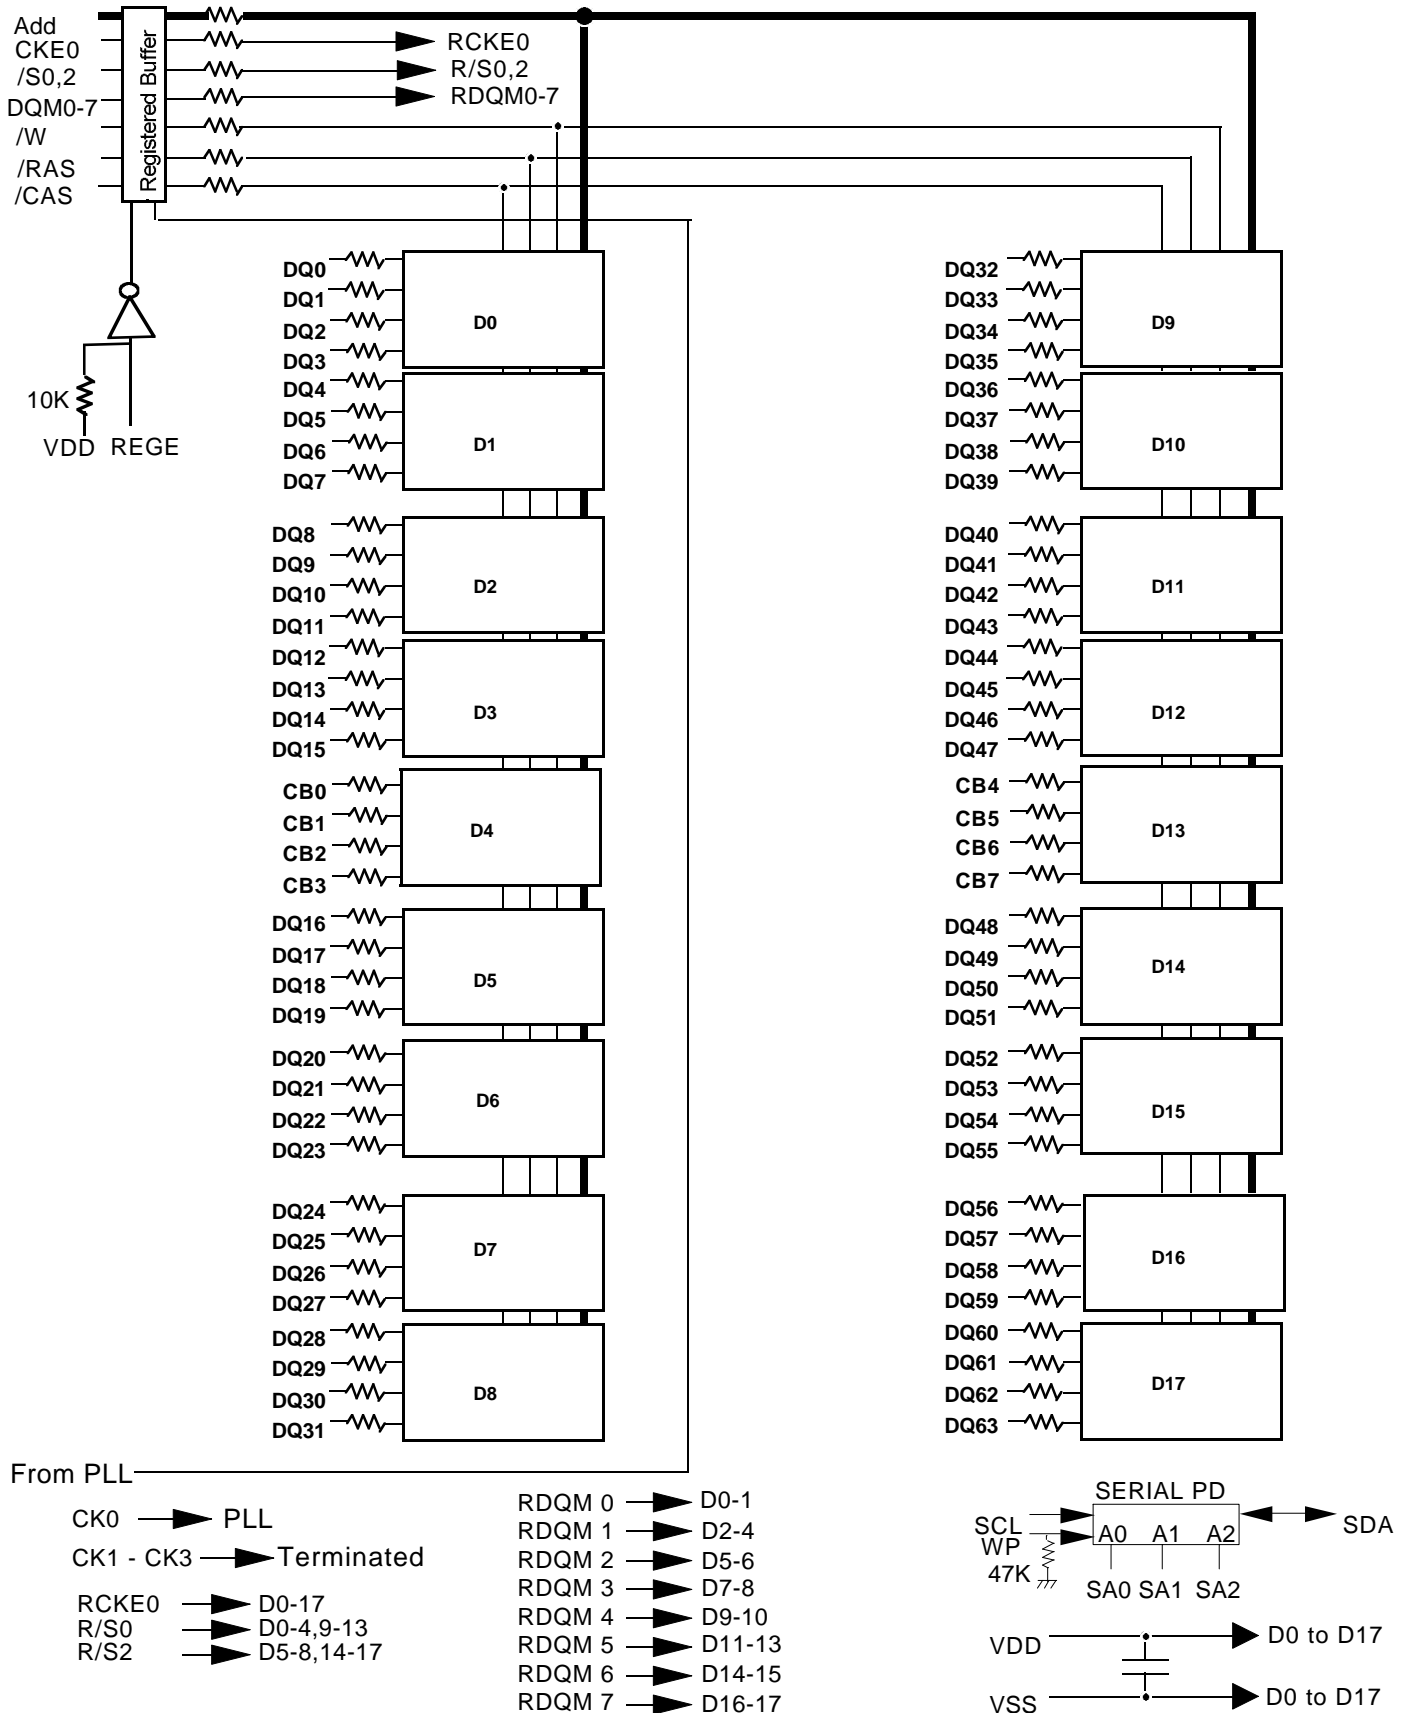 Add
CKE0
/S0,2
DQM0-7
/W
/RAS
/CAS
Registered Buffer
RCKE0
R/S0,2
RDQM0-7
10K
VDD REGE
DQ0
DQ1
DQ2
DQ3
D0
DQ4
DQ5
DQ6
DQ7
D1
DQ8
DQ9
DQ10
DQ11
D2
DQ12
DQ13
DQ14
DQ15
D3
CB0
CB1
CB2
CB3
D4
DQ16
DQ17
DQ18
DQ19
D5
DQ20
DQ21
DQ22
DQ23
D6
DQ24
DQ25
DQ26
DQ27
D7
DQ28
DQ29
DQ30
DQ31
D8
DQ32
DQ33
DQ34
DQ35
D9
DQ36
DQ37
DQ38
DQ39
D10
DQ40
DQ41
DQ42
DQ43
D11
DQ44
DQ45
DQ46
DQ47
D12
CB4
CB5
CB6
CB7
D13
DQ48
DQ49
DQ50
DQ51
D14
DQ52
DQ53
DQ54
DQ55
D15
DQ56
DQ57
DQ58
DQ59
D16
DQ60
DQ61
DQ62
DQ63
D17
From PLL
CK0 PLL
CK1 - CK3 Terminated
RCKE0 D0-17
R/S0 D0-4,9-13
R/S2 D5-8,14-17
RDQM 0 D0-1
RDQM 1 D2-4
RDQM 2 D5-6
RDQM 3 D7-8
RDQM 4 D9-10
RDQM 5 D11-13
RDQM 6 D14-15
RDQM 7 D16-17
SERIAL PD
SCL
WP
47K
A0 A1 A2
SDA
SA0 SA1 SA2
VDD D0 to D17
VSS D0 to D17